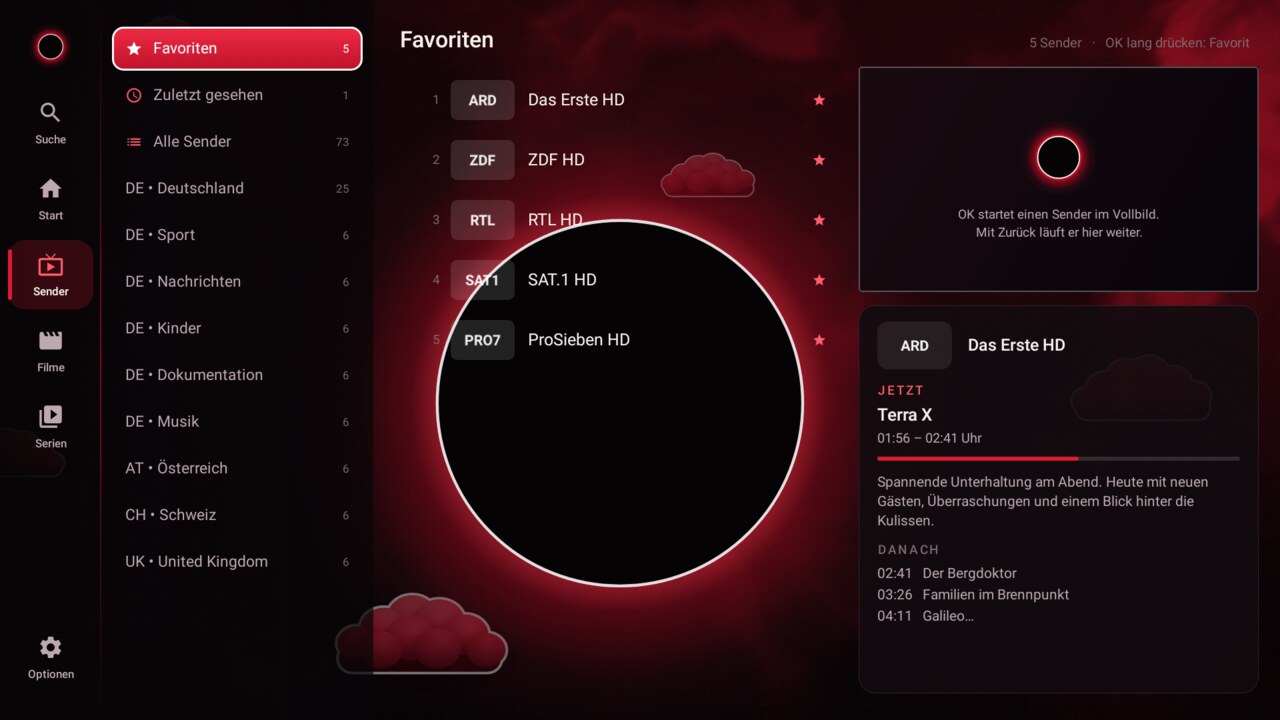 Suche
Start
Sender
Filme
Serien
Optionen
Favoriten 5
Zuletzt gesehen 1
Alle Sender 73
DE • Deutschland 25
DE • Sport 6
DE • Nachrichten 6
DE • Kinder 6
DE • Dokumentation 6
DE • Musik 6
AT • Österreich 6
CH • Schweiz 6
UK • United Kingdom 6
Favoriten
5 Sender · OK lang drücken: Favorit
1 ARD Das Erste HD
2 ZDF ZDF HD
3 RTL RTL HD
4 SAT1 SAT.1 HD
5 PRO7 ProSieben HD
OK startet einen Sender im Vollbild.
Mit Zurück läuft er hier weiter.
ARD Das Erste HD
JETZT
Terra X
01:56 – 02:41 Uhr
Spannende Unterhaltung am Abend. Heute mit neuen
Gästen, Überraschungen und einem Blick hinter die
Kulissen.
DANACH
02:41 Der Bergdoktor
03:26 Familien im Brennpunkt
04:11 Galileo…